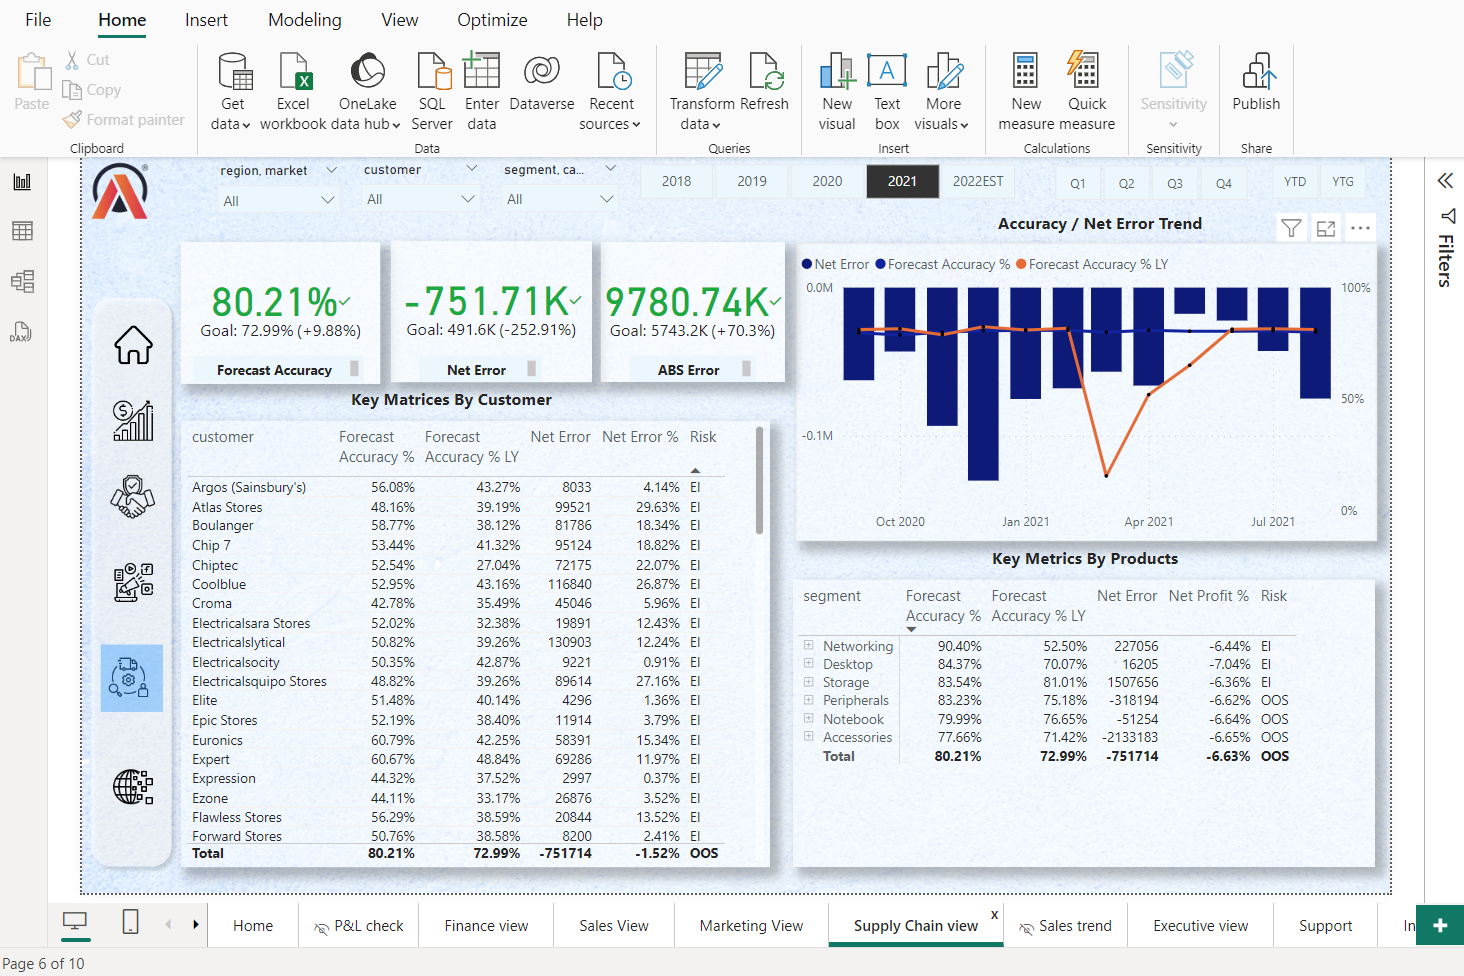 File Home Insert Modeling View Optimize Help
Paste
Cut
Copy
Format painter
Clipboard
Get data
Excel workbook
OneLake data hub
SQL Server
Enter data
Dataverse
Recent sources
Data
Transform data
Refresh
Queries
New visual
Text box
More visuals
Insert
New measure
Quick measure
Calculations
Sensitivity
Sensitivity
Publish
Share
region, market
All
customer
All
segment, ca...
All
2018 2019 2020 2021 2022EST
Q1 Q2 Q3 Q4
YTD YTG
Filters
80.21%
Goal: 72.99% (+9.88%)
Forecast Accuracy
-751.71K
Goal: 491.6K (-252.91%)
Net Error
9780.74K
Goal: 5743.2K (+70.3%)
ABS Error
Accuracy / Net Error Trend
Net Error Forecast Accuracy % Forecast Accuracy % LY
0.0M 100%
50%
-0.1M
0%
Oct 2020 Jan 2021 Apr 2021 Jul 2021
Key Matrices By Customer
customer Forecast Accuracy % Forecast Accuracy % LY Net Error Net Error % Risk
Argos (Sainsbury's) 56.08% 43.27% 8033 4.14% EI
Atlas Stores 48.16% 39.19% 99521 29.63% EI
Boulanger 58.77% 38.12% 81786 18.34% EI
Chip 7 53.44% 41.32% 95124 18.82% EI
Chiptec 52.54% 27.04% 72175 22.07% EI
Coolblue 52.95% 43.16% 116840 26.87% EI
Croma 42.78% 35.49% 45046 5.96% EI
Electricalsara Stores 52.02% 32.38% 19891 12.43% EI
Electricalslytical 50.82% 39.26% 130903 12.24% EI
Electricalsocity 50.35% 42.87% 9221 0.91% EI
Electricalsquipo Stores 48.82% 39.26% 89614 27.16% EI
Elite 51.48% 40.14% 4296 1.36% EI
Epic Stores 52.19% 38.40% 11914 3.79% EI
Euronics 60.79% 42.25% 58391 15.34% EI
Expert 60.67% 48.84% 69286 11.97% EI
Expression 44.32% 37.52% 2997 0.37% EI
Ezone 44.11% 33.17% 26876 3.52% EI
Flawless Stores 56.29% 38.59% 20844 13.52% EI
Forward Stores 50.76% 38.58% 8200 2.41% EI
Total 80.21% 72.99% -751714 -1.52% OOS
Key Metrics By Products
segment Forecast Accuracy % Forecast Accuracy % LY Net Error Net Profit % Risk
Networking 90.40% 52.50% 227056 -6.44% EI
Desktop 84.37% 70.07% 16205 -7.04% EI
Storage 83.54% 81.01% 1507656 -6.36% EI
Peripherals 83.23% 75.18% -318194 -6.62% OOS
Notebook 79.99% 76.65% -51254 -6.64% OOS
Accessories 77.66% 71.42% -2133183 -6.65% OOS
Total 80.21% 72.99% -751714 -6.63% OOS
Home P&L check Finance view Sales View Marketing View Supply Chain view x Sales trend Executive view Support In
Page 6 of 10